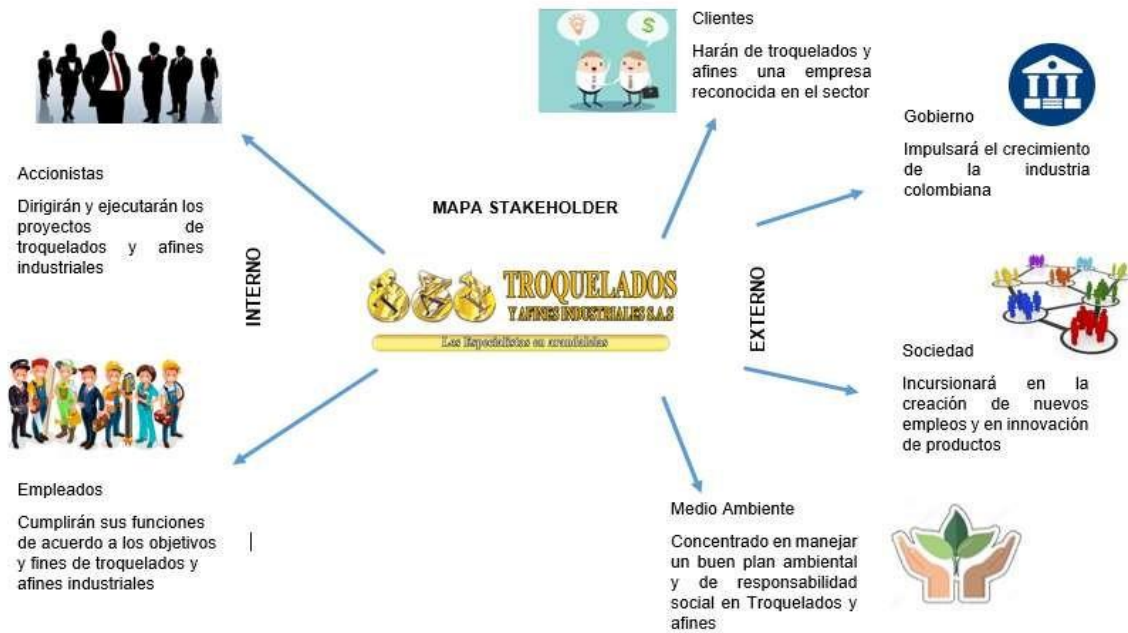 Clientes
Harán de troquelados y
afines una empresa
reconocida en el sector
Gobierno
Impulsará el crecimiento
de la industria
colombiana
Accionistas
Dirigirán y ejecutarán los
proyectos de
troquelados y afines
industriales
MAPA STAKEHOLDER
INTERNO
TROQUELADOS
Y AFINES INDUSTRIALES S.A.S
Los Especialistas en arandelas
EXTERNO
Sociedad
Incursionará en la
creación de nuevos
empleos y en innovación
de productos
Empleados
Cumplirán sus funciones
de acuerdo a los objetivos
y fines de troquelados y
afines industriales
Medio Ambiente
Concentrado en manejar
un buen plan ambiental
y de responsabilidad
social en Troquelados y
afines